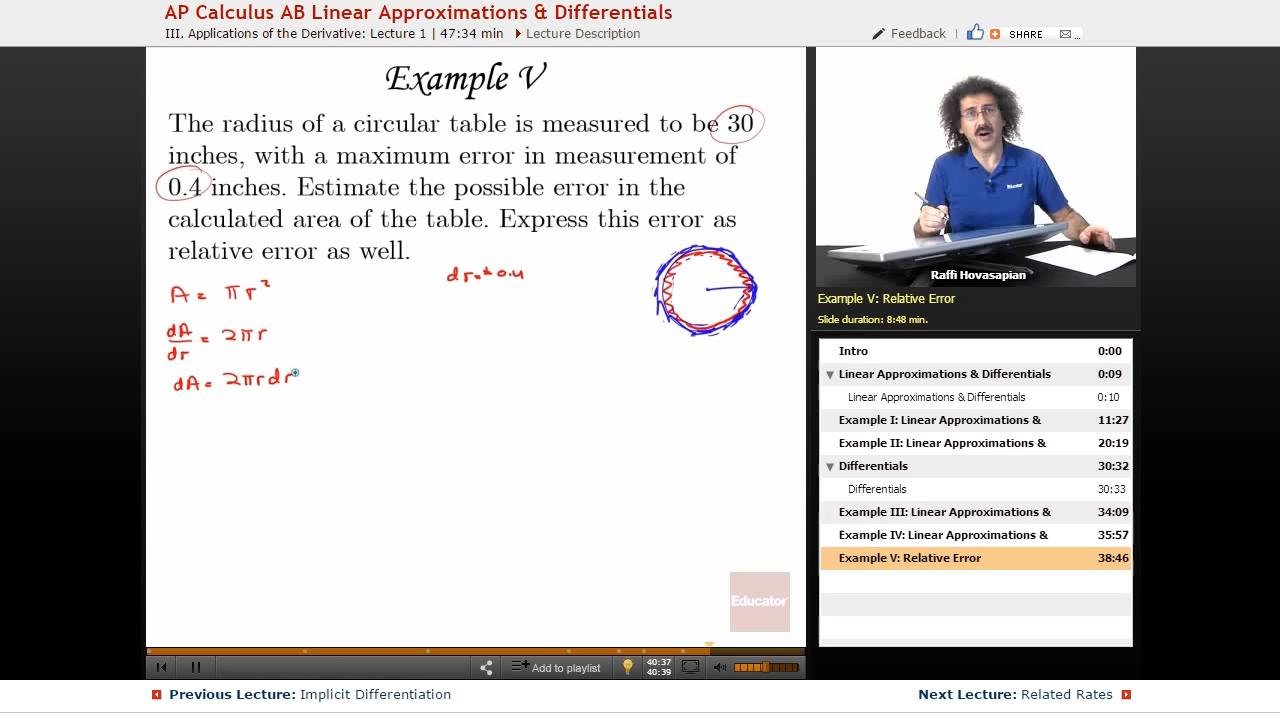 AP Calculus AB Linear Approximations & Differentials
III. Applications of the Derivative: Lecture 1 | 47:34 min Lecture Description
Feedback | SHARE ...
Example V
The radius of a circular table is measured to be 30
inches, with a maximum error in measurement of
0.4 inches. Estimate the possible error in the
calculated area of the table. Express this error as
relative error as well.
dr = ± 0.4
A = πr²
dA/dr = 2πr
dA = 2πr dr
Educator
Educator
Raffi Hovasapian
Example V: Relative Error
Slide duration: 8:48 min.
Intro 0:00
Linear Approximations & Differentials 0:09
Linear Approximations & Differentials 0:10
Example I: Linear Approximations & 11:27
Example II: Linear Approximations & 20:19
Differentials 30:32
Differentials 30:33
Example III: Linear Approximations & 34:09
Example IV: Linear Approximations & 35:57
Example V: Relative Error 38:46
Add to playlist
40:37
40:39
Previous Lecture: Implicit Differentiation
Next Lecture: Related Rates